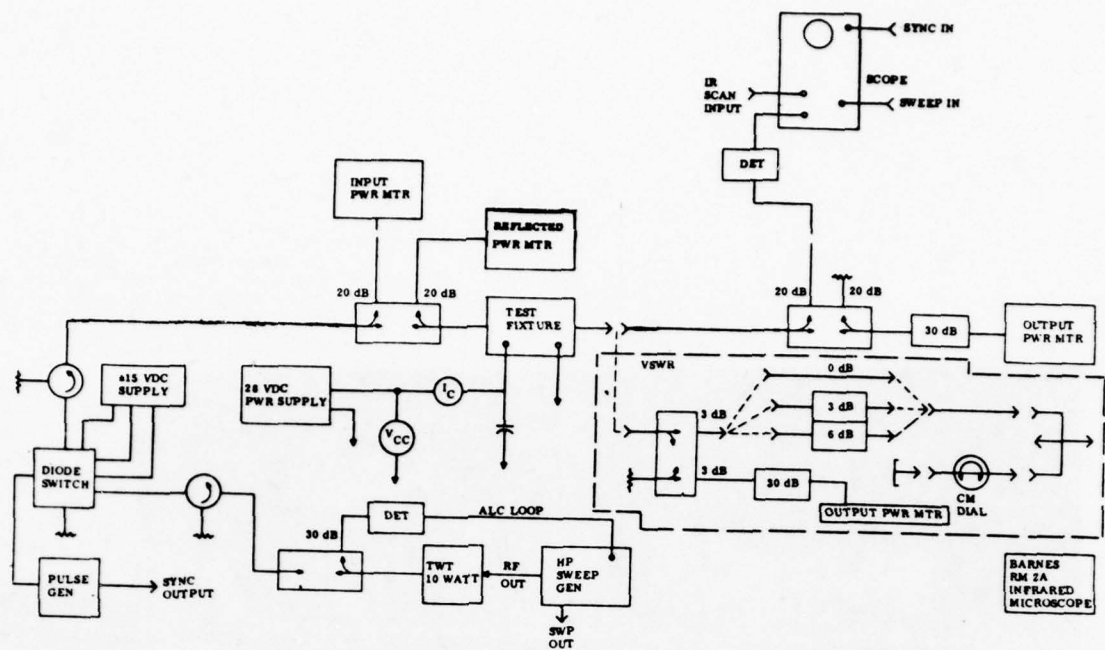 SYNC IN
SCOPE
IR
SCAN
INPUT
SWEEP IN
DET
INPUT
PWR MTR
REFLECTED
PWR MTR
20 dB
20 dB
TEST
FIXTURE
20 dB
20 dB
30 dB
OUTPUT
PWR MTR
±15 VDC
SUPPLY
28 VDC
PWR SUPPLY
I_C
V_CC
VSWR
0 dB
3 dB
3 dB
6 dB
3 dB
30 dB
OUTPUT PWR MTR
CM
DIAL
DIODE
SWITCH
DET
ALC LOOP
30 dB
TWT
10 WATT
RF
OUT
HP
SWEEP
GEN
SWP
OUT
PULSE
GEN
SYNC
OUTPUT
BARNES
RM 2A
INFRARED
MICROSCOPE